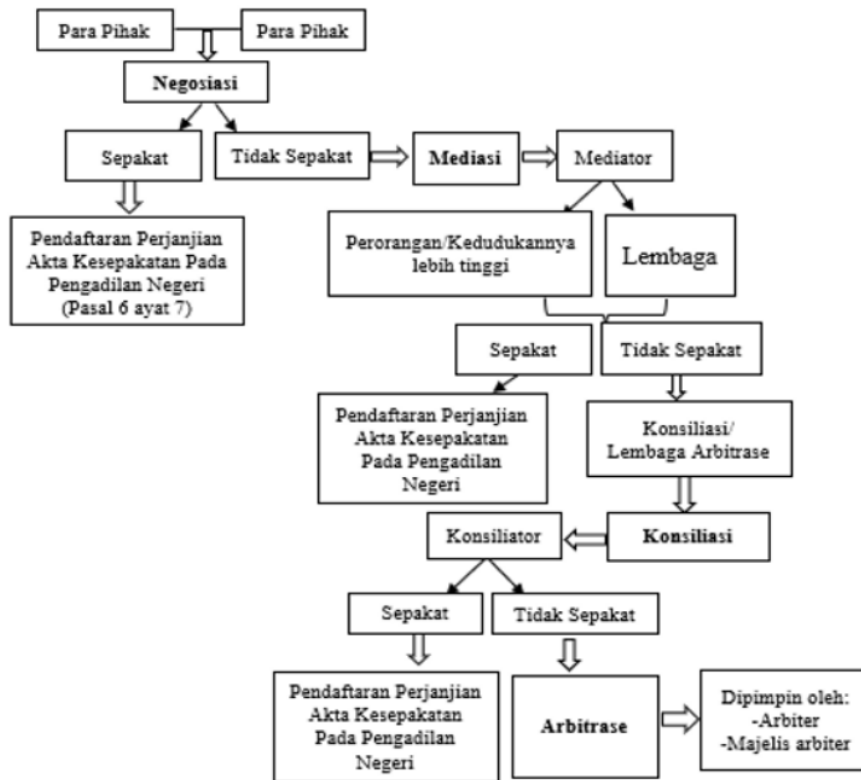 Para Pihak
Para Pihak
Negosiasi
Sepakat
Tidak Sepakat
Mediasi
Mediator
Pendaftaran Perjanjian
Akta Kesepakatan Pada
Pengadilan Negeri
(Pasal 6 ayat 7)
Perorangan/Kedudukannya
lebih tinggi
Lembaga
Sepakat
Tidak Sepakat
Pendaftaran Perjanjian
Akta Kesepakatan
Pada Pengadilan
Negeri
Konsiliasi/
Lembaga Arbitrase
Konsiliator
Konsiliasi
Sepakat
Tidak Sepakat
Pendaftaran Perjanjian
Akta Kesepakatan
Pada Pengadilan
Negeri
Arbitrase
Dipimpin oleh:
-Arbiter
-Majelis arbiter